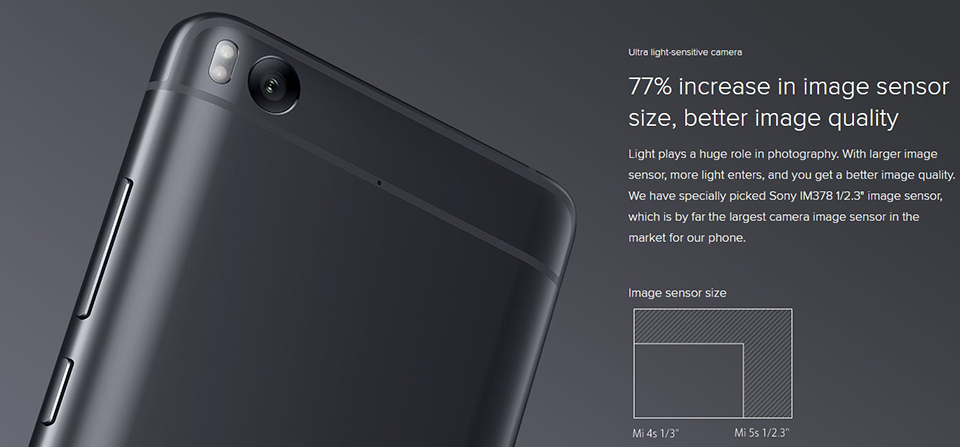 Ultra light-sensitive camera
77% increase in image sensor
size, better image quality
Light plays a huge role in photography. With larger image
sensor, more light enters, and you get a better image quality.
We have specially picked Sony IM378 1/2.3" image sensor,
which is by far the largest camera image sensor in the
market for our phone.
Image sensor size
Mi 4s 1/3"
Mi 5s 1/2.3"